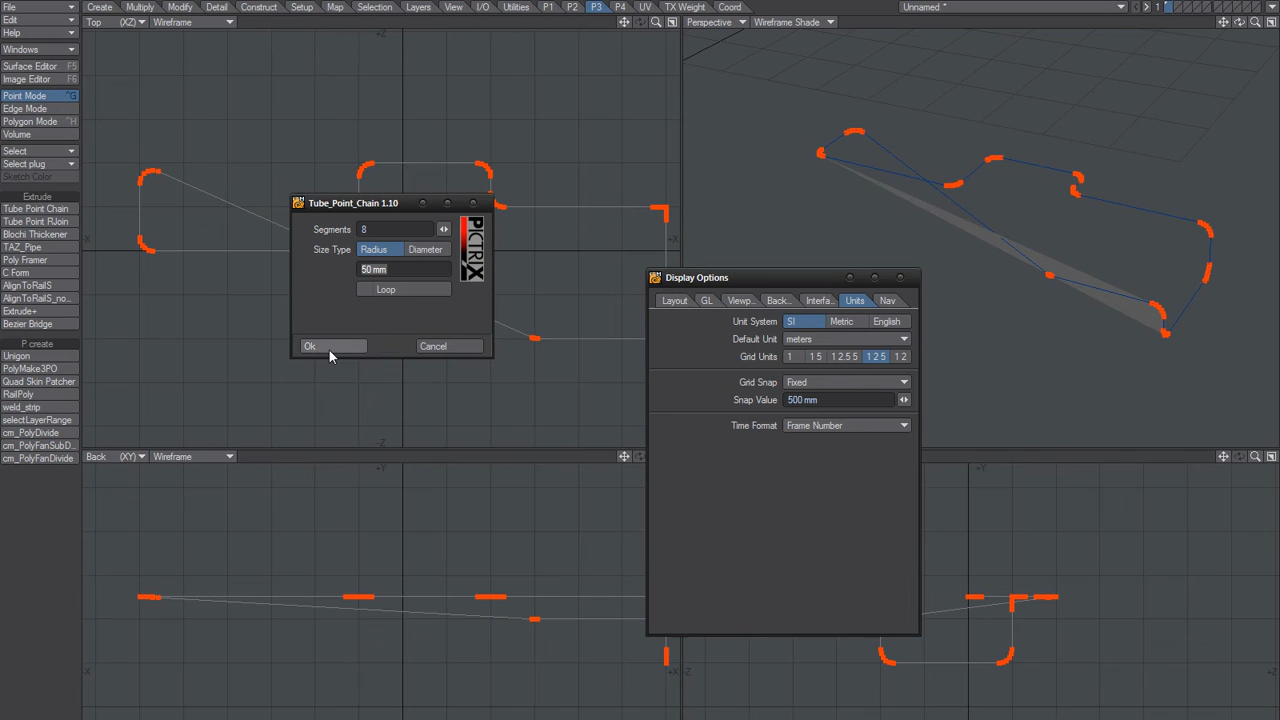 File Create Multiply Modify Detail Construct Setup Map Selection Layers View I/O Utilities P1 P2 P3 P4 UV TX Weight Coord Unnamed * 1
Edit Top (XZ) Wireframe Perspective Wireframe Shade
Help
Windows
Surface Editor F5
Image Editor F6
Point Mode ^G
Edge Mode
Polygon Mode ^H
Volume
Select
Select plug
Sketch Color
Extrude
Tube Point Chain
Tube Point RJoin
Blochi Thickener
TAZ_Pipe
Poly Framer
C Form
AlignToRailS
AlignToRailS_no...
Extrude+
Bezier Bridge
P create
Unigon
PolyMake3PO
Quad Skin Patcher
RailPoly
weld_strip
selectLayerRange
cm_PolyDivide
cm_PolyFanSubD...
cm_PolyFanDivide
+Z
-X
+X
-Z
Tube_Point_Chain 1.10
Segments 8
Size Type Radius Diameter
50 mm
Loop
Ok Cancel
PICTRIX
Display Options
Layout GL Viewp... Back... Interfa... Units Nav
Unit System SI Metric English
Default Unit meters
Grid Units 1 1 5 1 2.5 5 1 2 5 1 2
Grid Snap Fixed
Snap Value 500 mm
Time Format Frame Number
Back (XY) Wireframe
+Y
-X
+X
+Y
-Z
+Z